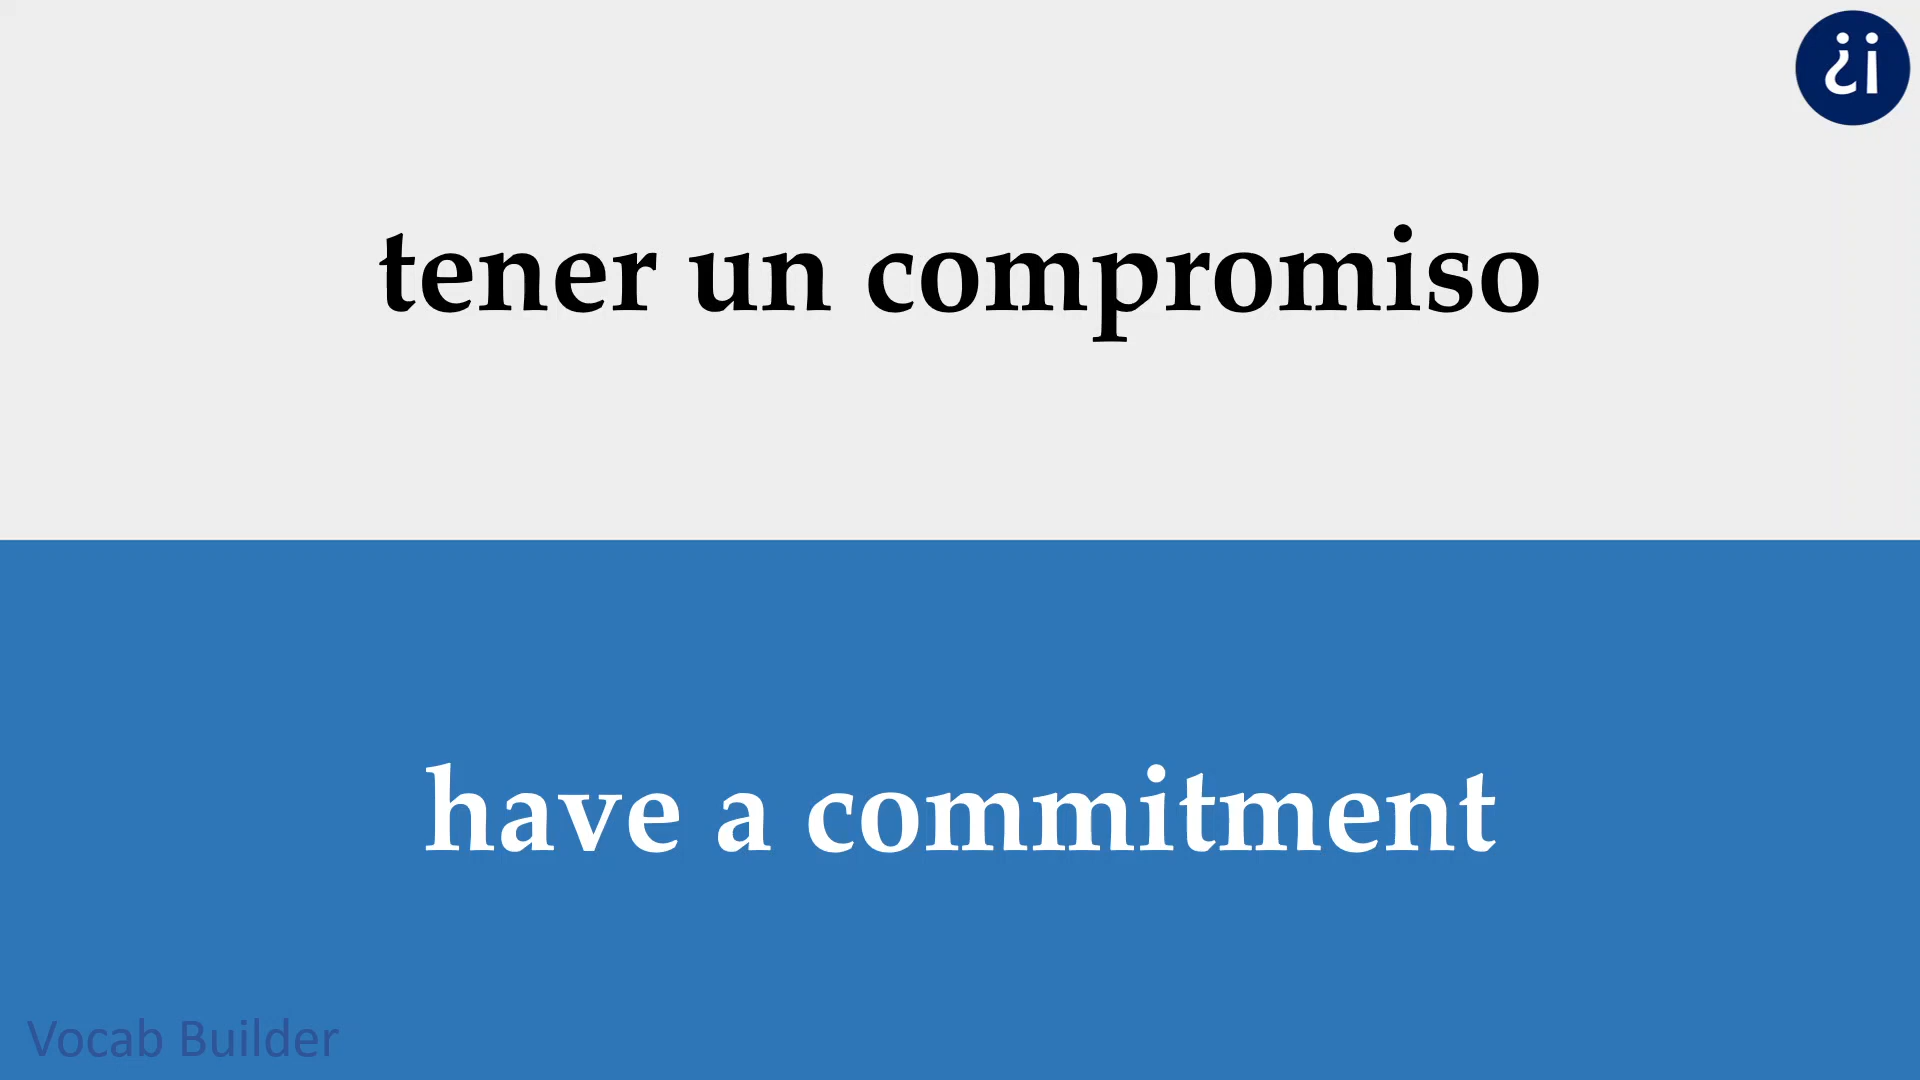 ¿¡
tener un compromiso
have a commitment
Vocab Builder